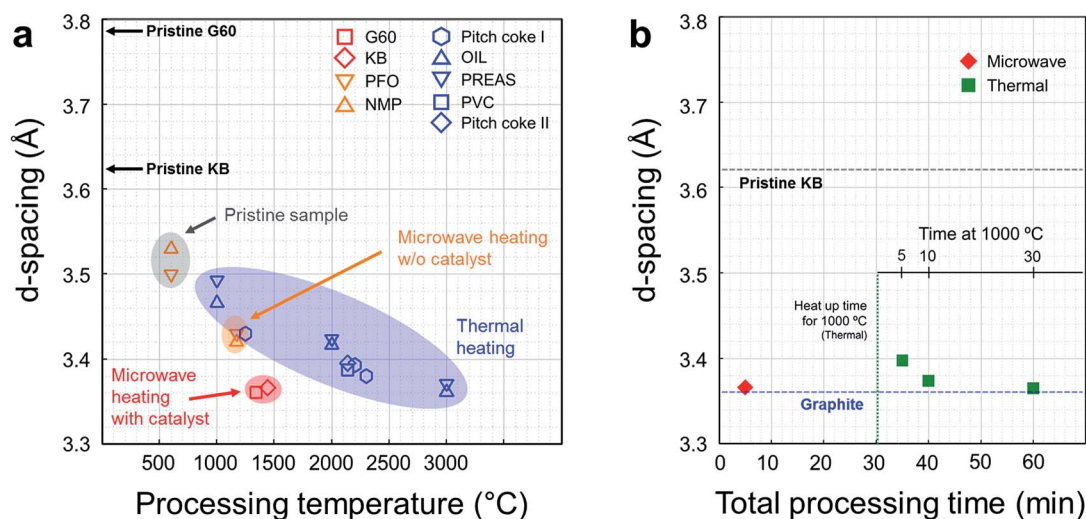 a
d-spacing (Å)
3.8
3.7
3.6
3.5
3.4
3.3
Pristine G60
Pristine KB
G60
KB
PFO
NMP
Pitch coke I
OIL
PREAS
PVC
Pitch coke II
Pristine sample
Microwave heating
w/o catalyst
Thermal
heating
Microwave
heating
with catalyst
500 1000 1500 2000 2500 3000
Processing temperature (°C)
b
d-spacing (Å)
3.8
3.7
3.6
3.5
3.4
3.3
Microwave
Thermal
Pristine KB
Time at 1000 ºC
5 10 30
Heat up time
for 1000 ºC
(Thermal)
Graphite
0 10 20 30 40 50 60
Total processing time (min)